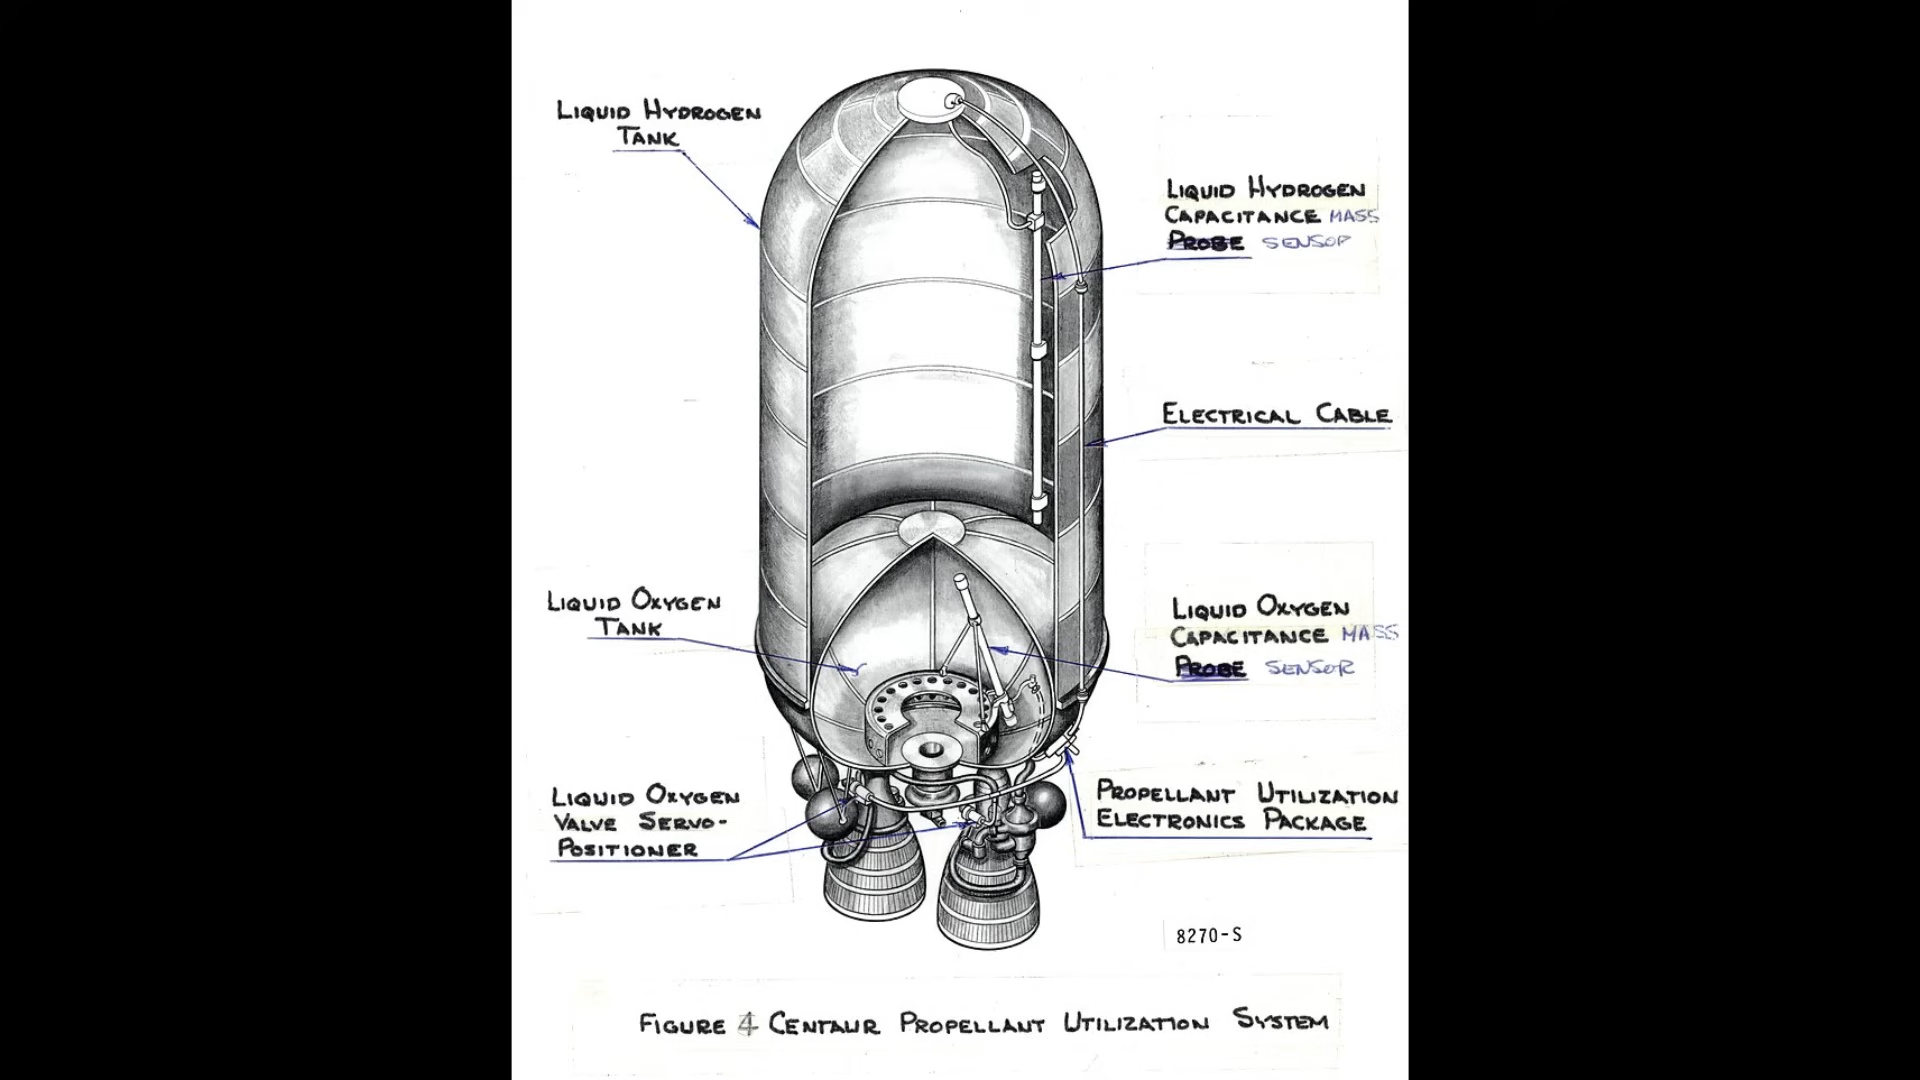 LIQUID HYDROGEN
TANK
LIQUID HYDROGEN
CAPACITANCE MASS
PROBE SENSOR
ELECTRICAL CABLE
LIQUID OXYGEN
TANK
LIQUID OXYGEN
CAPACITANCE MASS
PROBE SENSOR
LIQUID OXYGEN
VALVE SERVO-
POSITIONER
PROPELLANT UTILIZATION
ELECTRONICS PACKAGE
8270-S
FIGURE 4 CENTAUR PROPELLANT UTILIZATION SYSTEM